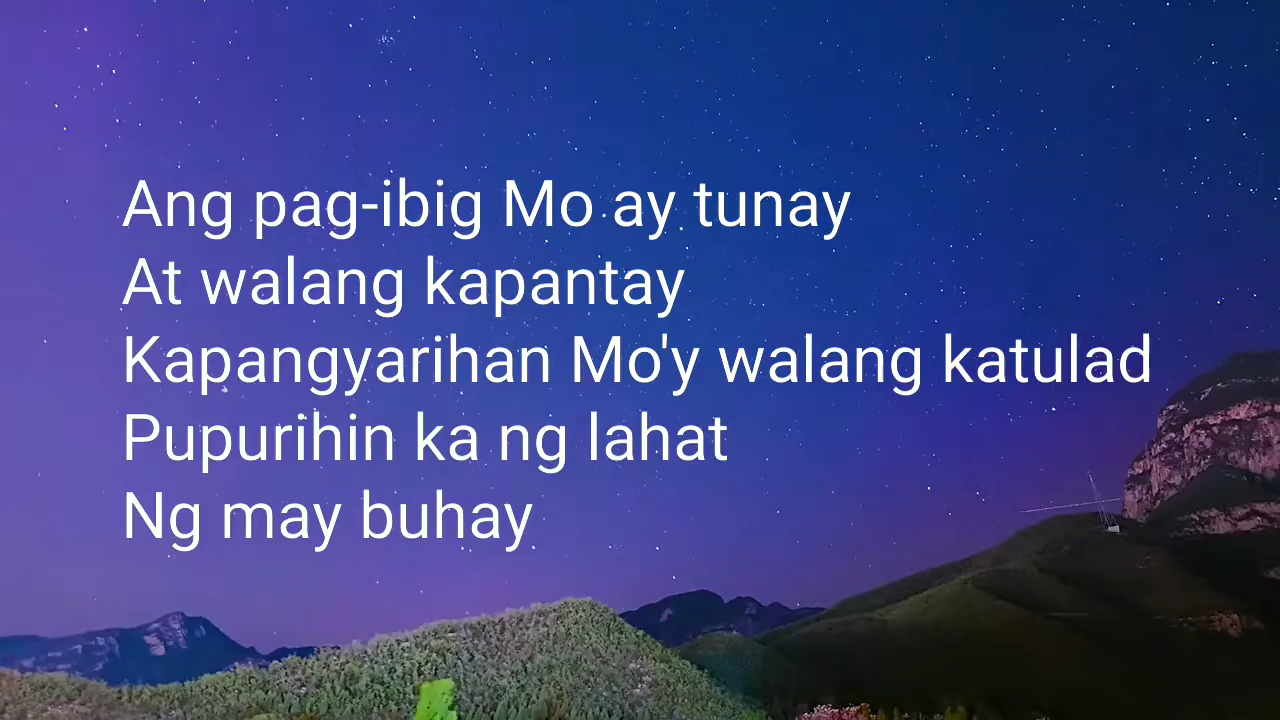 Ang pag-ibig Mo ay tunay
At walang kapantay
Kapangyarihan Mo'y walang katulad
Pupurihin ka ng lahat
Ng may buhay